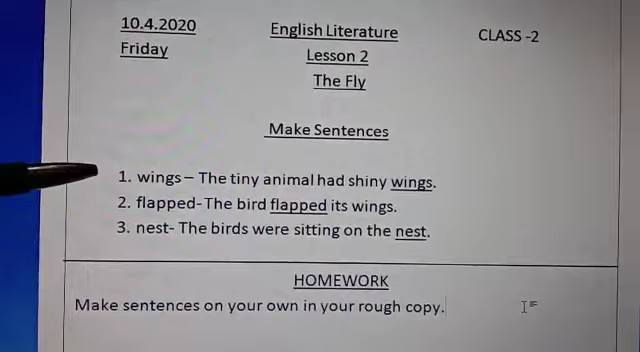 10.4.2020 English Literature CLASS -2
Friday Lesson 2
The Fly
Make Sentences
1. wings – The tiny animal had shiny wings.
2. flapped- The bird flapped its wings.
3. nest- The birds were sitting on the nest.
HOMEWORK
Make sentences on your own in your rough copy.